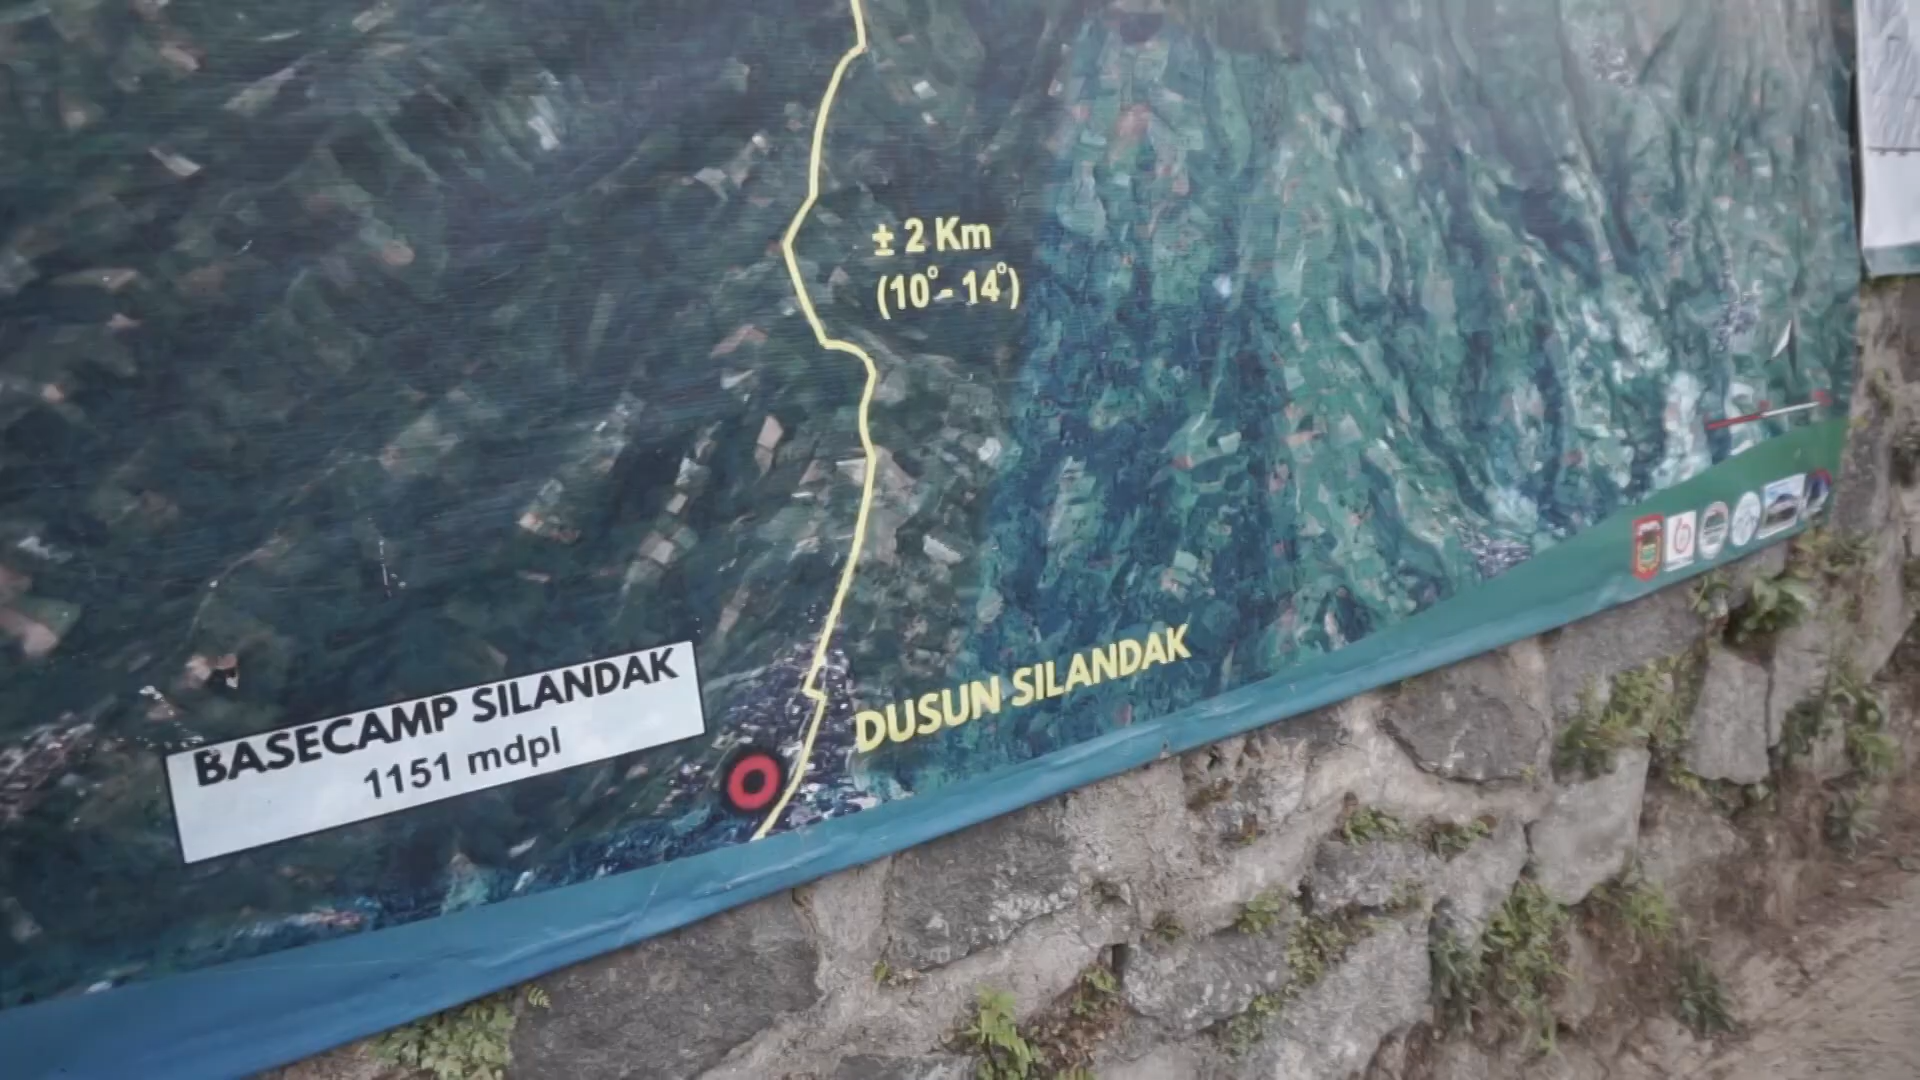 ± 2 Km
(10°- 14°)
BASECAMP SILANDAK
1151 mdpl
DUSUN SILANDAK